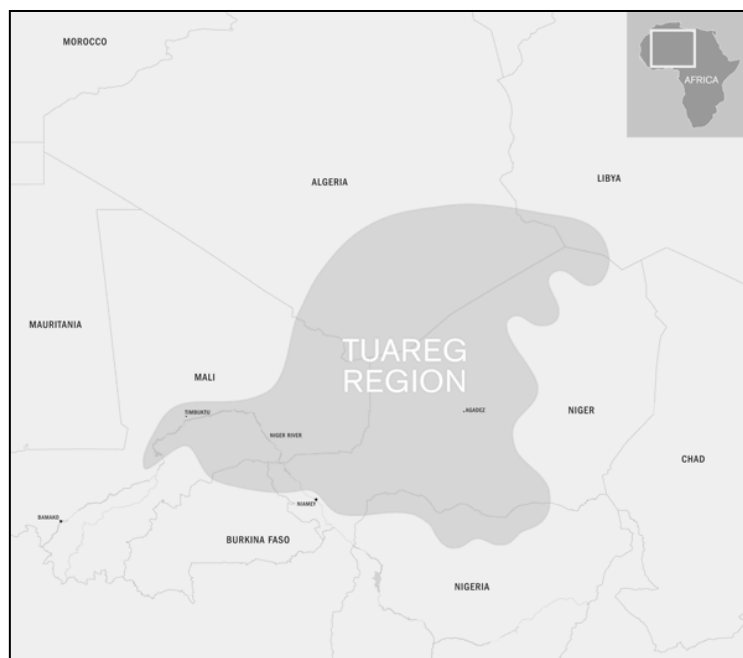 MOROCCO
AFRICA
ALGERIA
LIBYA
MAURITANIA
TUAREG
REGION
MALI
TIMBUKTU
AGADEZ
NIGER
NIGER RIVER
CHAD
NIAMEY
BAMAKO
BURKINA FASO
NIGERIA